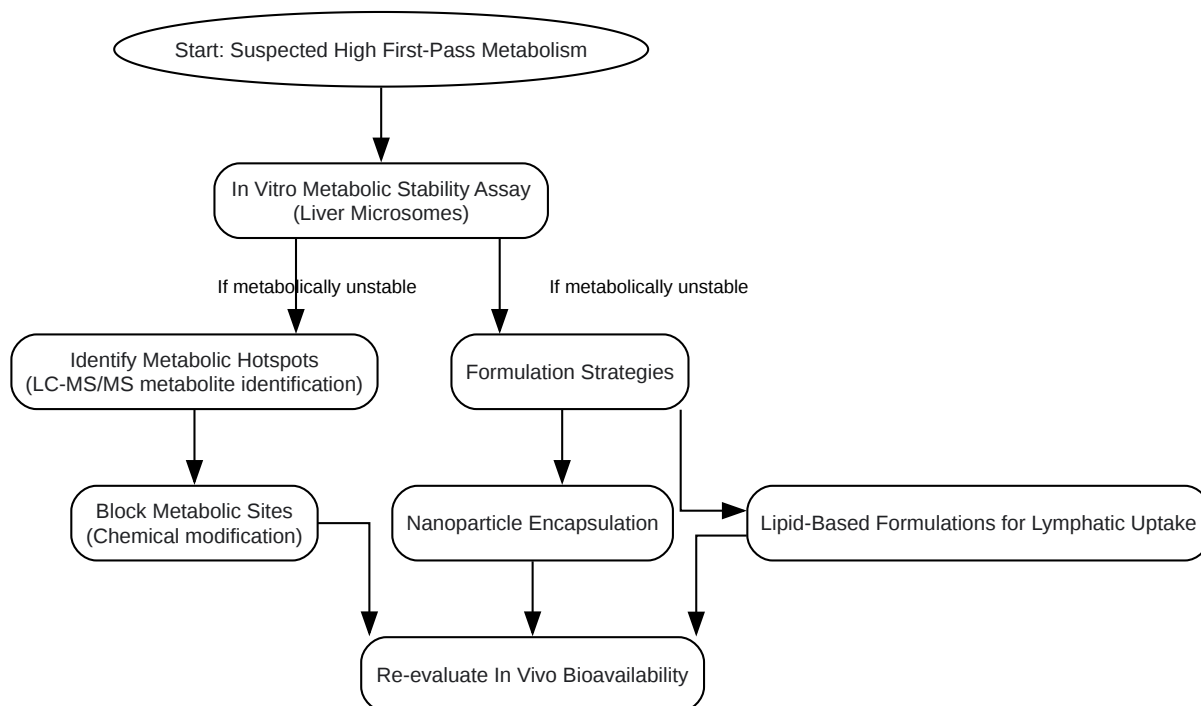 Start: Suspected High First-Pass Metabolism
In Vitro Metabolic Stability Assay
(Liver Microsomes)
If metabolically unstable
If metabolically unstable
Identify Metabolic Hotspots
(LC-MS/MS metabolite identification)
Formulation Strategies
Block Metabolic Sites
(Chemical modification)
Nanoparticle Encapsulation
Lipid-Based Formulations for Lymphatic Uptake
Re-evaluate In Vivo Bioavailability